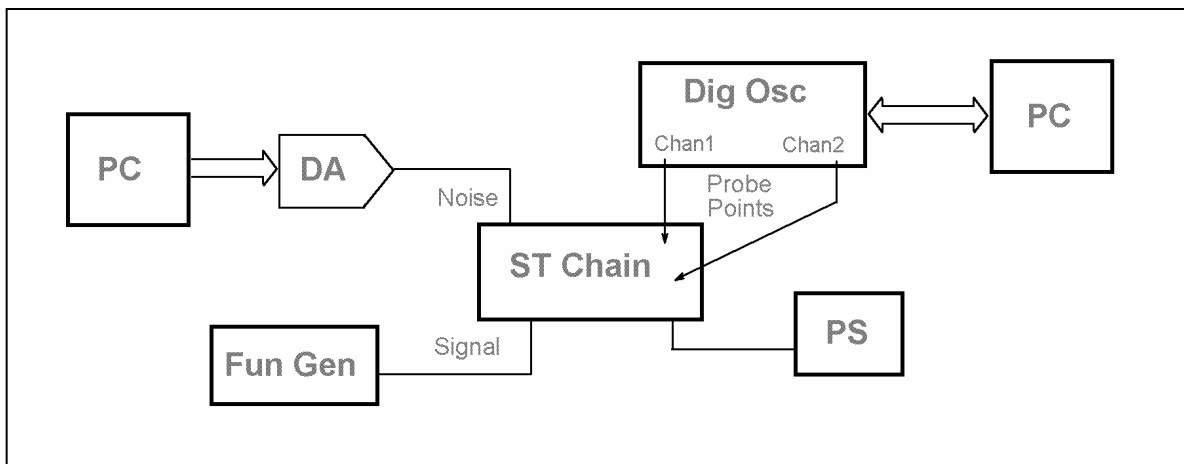 Dig Osc
PC
Chan1
Chan2
PC
DA
Noise
Probe
Points
ST Chain
PS
Signal
Fun Gen